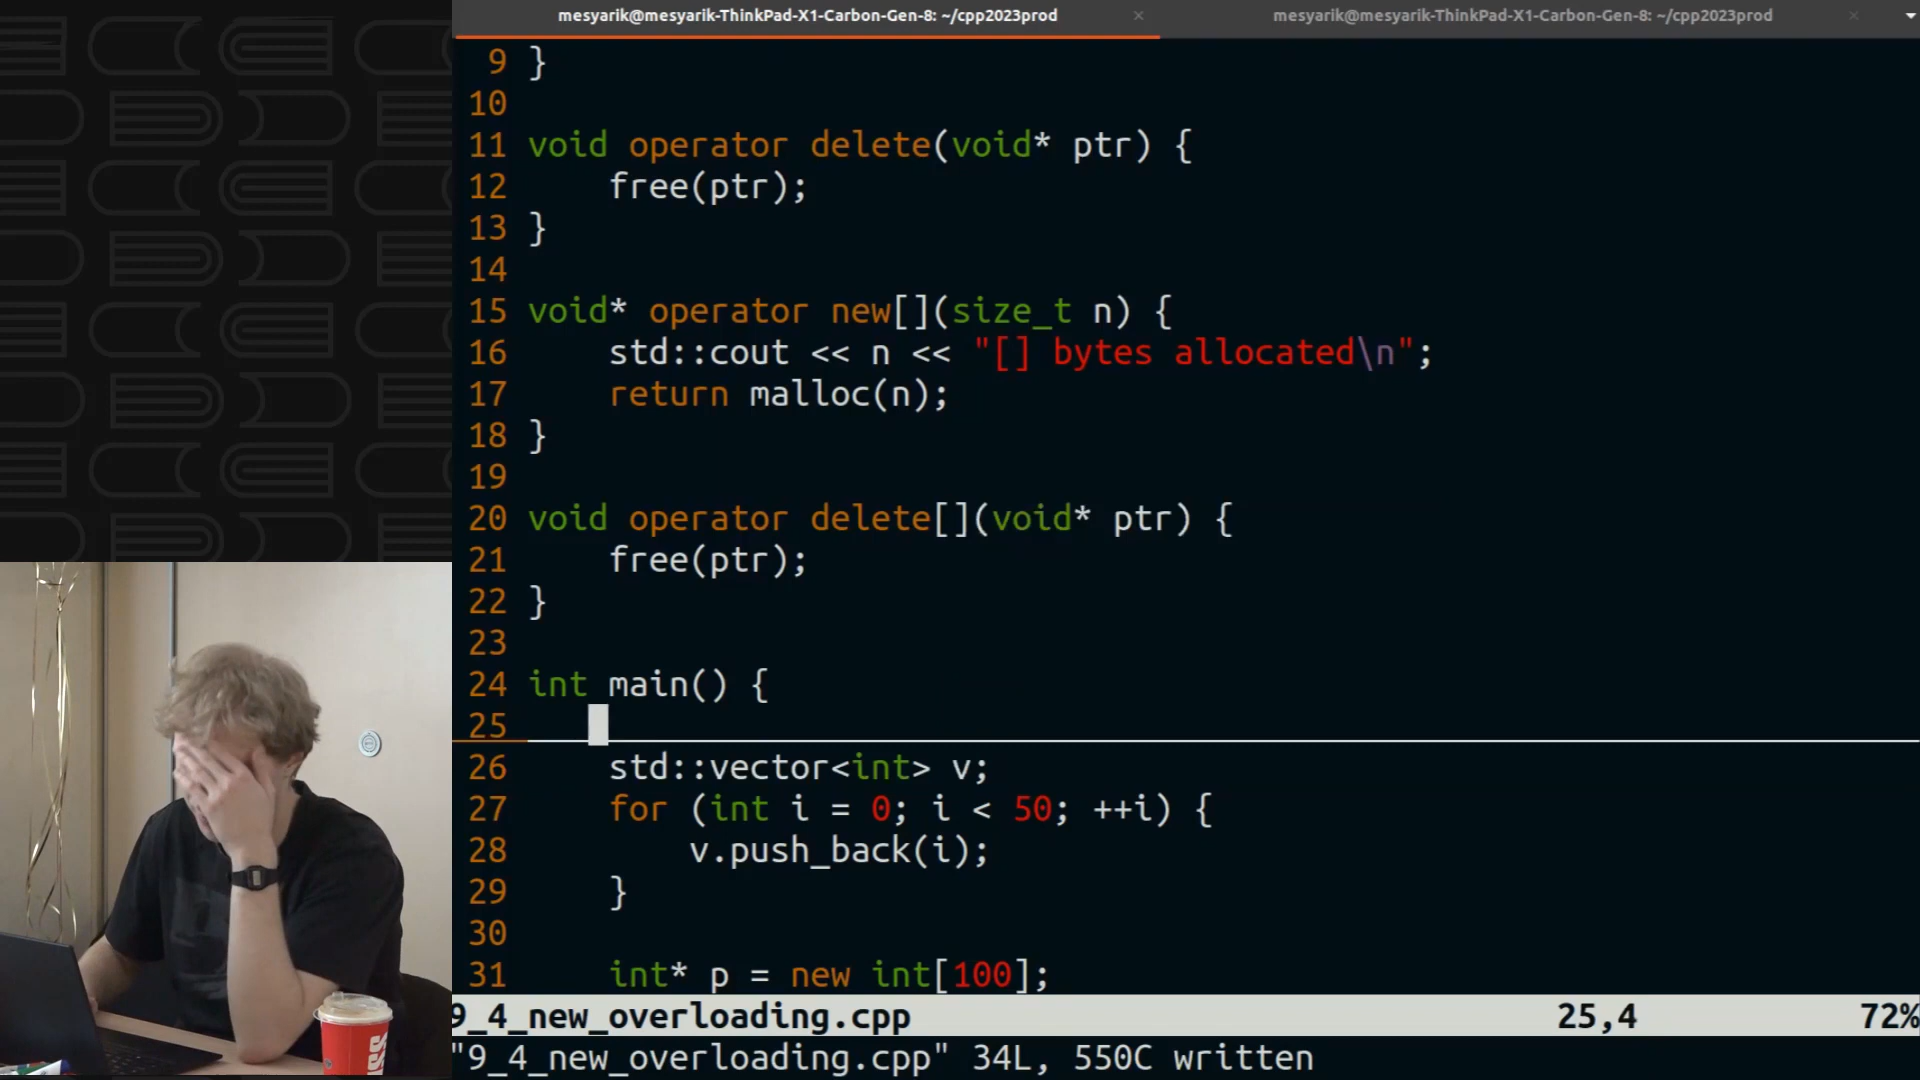 mesyarik@mesyarik-ThinkPad-X1-Carbon-Gen-8: ~/cpp2023prod × mesyarik@mesyarik-ThinkPad-X1-Carbon-Gen-8: ~/cpp2023prod ×
9 }
10
11 void operator delete(void* ptr) {
12     free(ptr);
13 }
14
15 void* operator new[](size_t n) {
16     std::cout << n << "[] bytes allocated\n";
17     return malloc(n);
18 }
19
20 void operator delete[](void* ptr) {
21     free(ptr);
22 }
23
24 int main() {
25
26     std::vector<int> v;
27     for (int i = 0; i < 50; ++i) {
28         v.push_back(i);
29     }
30
31     int* p = new int[100];
9_4_new_overloading.cpp 25,4 72%
"9_4_new_overloading.cpp" 34L, 550C written